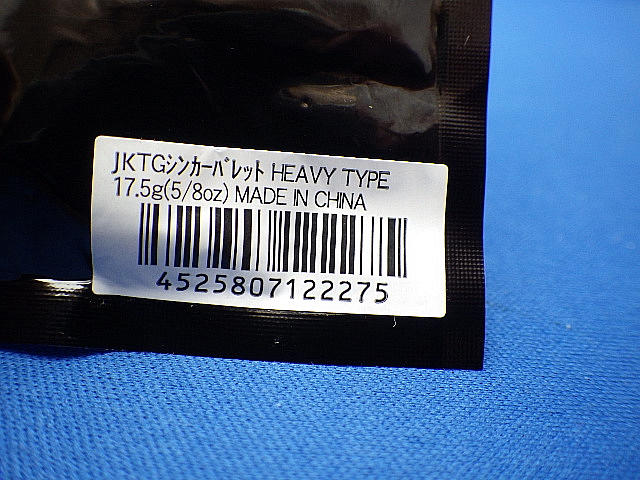 JKTGｼﾝｶｰﾊﾞﾚｯﾄ HEAVY TYPE
17.5g(5/8oz) MADE IN CHINA
4525807122275